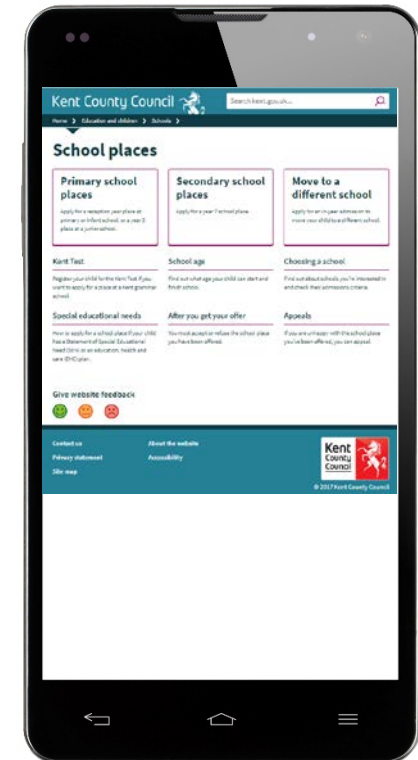 Kent County Council
Search kent.gov.uk...
Home > Education and children > Schools >
School places
Primary school
places
Apply for a reception year place at
primary or infant school, or a year 3
place at a junior school.
Secondary school
places
Apply for a year 7 school place.
Move to a
different school
Apply for an in-year admission to
move your child to a different school.
Kent Test
Register your child for the Kent Test if you
want to apply for a place at a Kent grammar
school.
School age
Find out what age your child can start and
finish school.
Choosing a school
Find out about schools you're interested in
and check their admissions criteria.
Special educational needs
How to apply for a school place if your child
has a Statement of Special Educational
Need (SEN) or an education, health and
care (EHC) plan.
After you get your offer
You must accept or refuse the school place
you have been offered.
Appeals
If you are unhappy with the school place
you've been offered, you can appeal.
Give website feedback
Contact us
Privacy statement
Site map
About the website
Accessibility
Kent
County
Council
© 2017 Kent County Council